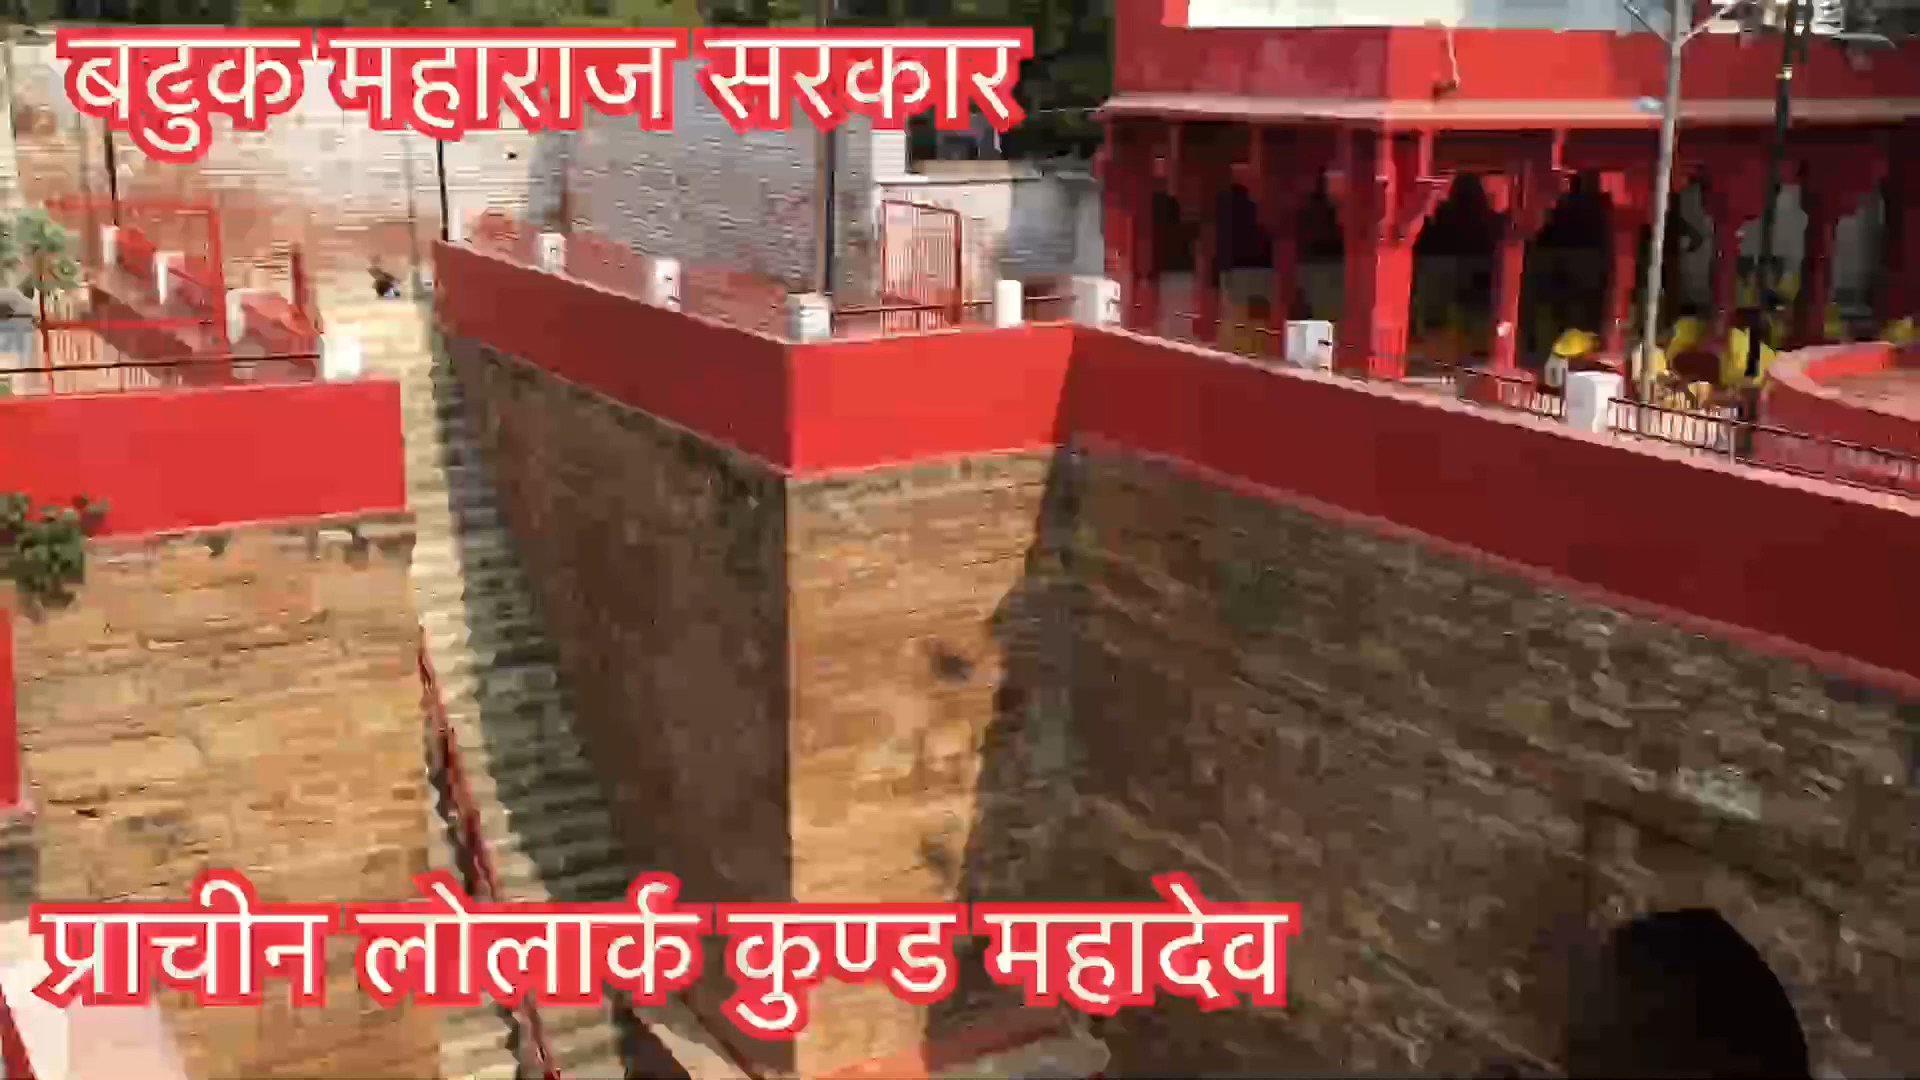 बटुक महाराज सरकार
प्राचीन लोलार्क कुण्ड महादेव